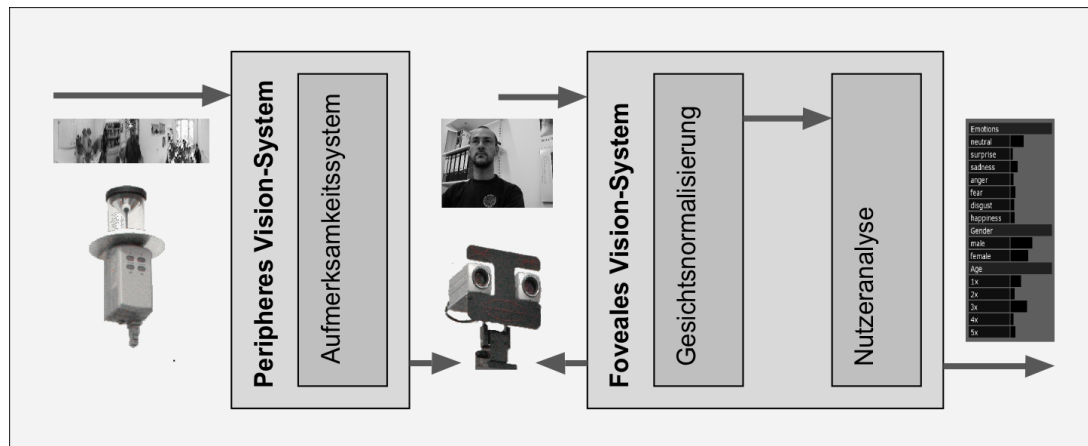 Peripheres Vision-System
Aufmerksamkeitssystem
Foveales Vision-System
Gesichtsnormalisierung
Nutzeranalyse
Emotions
neutral
surprise
sadness
anger
fear
disgust
happiness
Gender
male
female
Age
1x
2x
3x
4x
5x